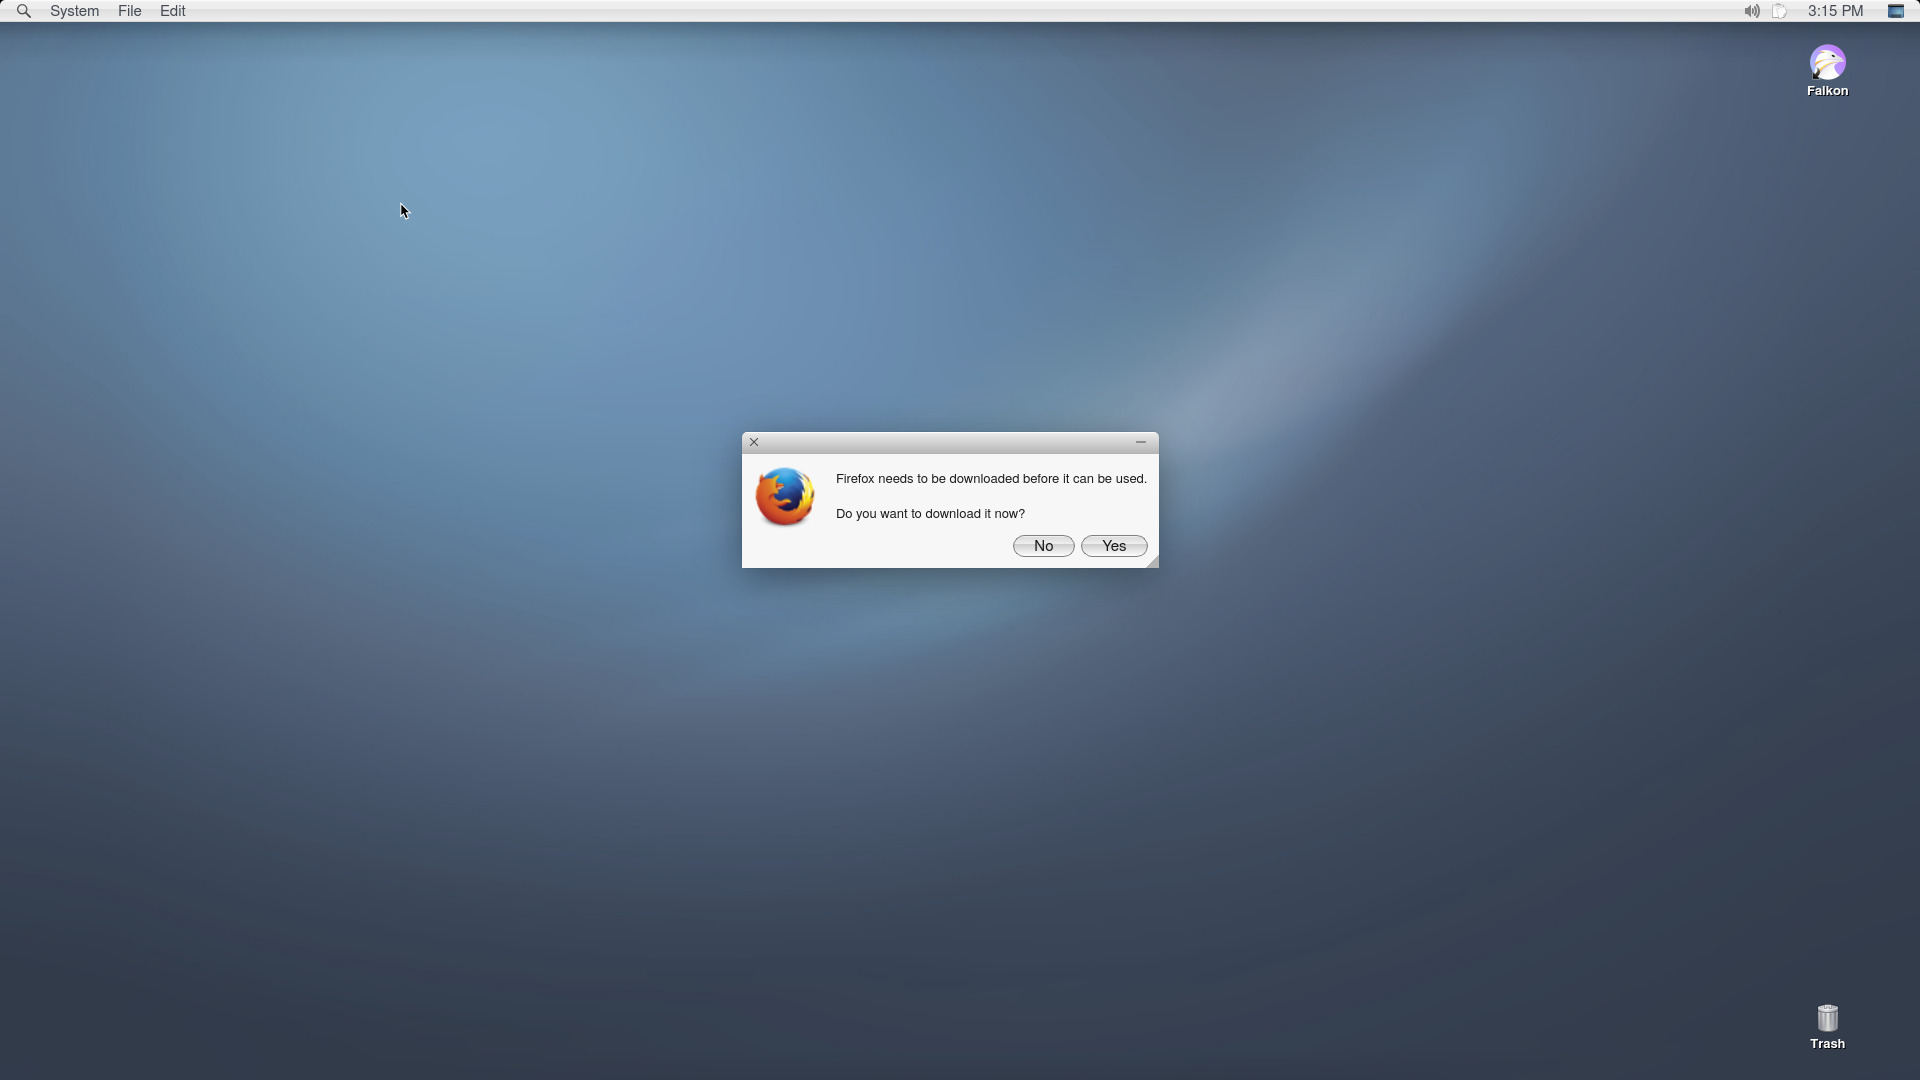 System File Edit 3:15 PM
Falkon
Firefox needs to be downloaded before it can be used.
Do you want to download it now?
No Yes
Trash